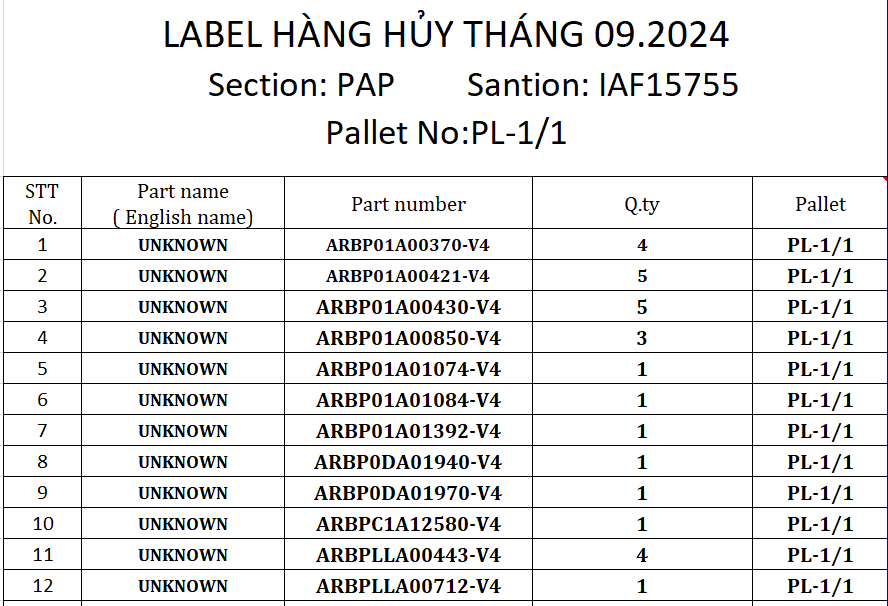 LABEL HÀNG HỦY THÁNG 09.2024
Section: PAP Santion: IAF15755
Pallet No:PL-1/1
STT No. Part name ( English name) Part number Q.ty Pallet
1 UNKNOWN ARBP01A00370-V4 4 PL-1/1
2 UNKNOWN ARBP01A00421-V4 5 PL-1/1
3 UNKNOWN ARBP01A00430-V4 5 PL-1/1
4 UNKNOWN ARBP01A00850-V4 3 PL-1/1
5 UNKNOWN ARBP01A01074-V4 1 PL-1/1
6 UNKNOWN ARBP01A01084-V4 1 PL-1/1
7 UNKNOWN ARBP01A01392-V4 1 PL-1/1
8 UNKNOWN ARBP0DA01940-V4 1 PL-1/1
9 UNKNOWN ARBP0DA01970-V4 1 PL-1/1
10 UNKNOWN ARBPC1A12580-V4 1 PL-1/1
11 UNKNOWN ARBPLLA00443-V4 4 PL-1/1
12 UNKNOWN ARBPLLA00712-V4 1 PL-1/1